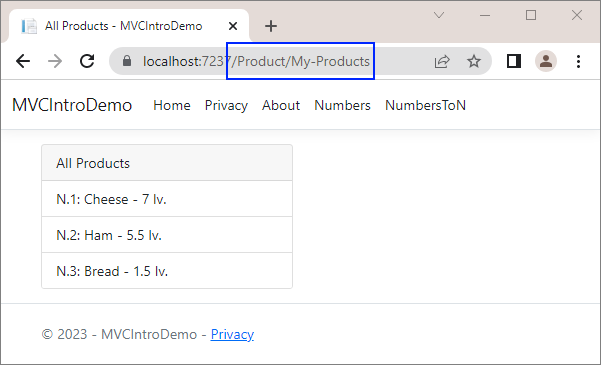 All Products - MVCIntroDemo
localhost:7237/Product/My-Products
MVCIntroDemo Home Privacy About Numbers NumbersToN
All Products
N.1: Cheese - 7 lv.
N.2: Ham - 5.5 lv.
N.3: Bread - 1.5 lv.
© 2023 - MVCIntroDemo - Privacy